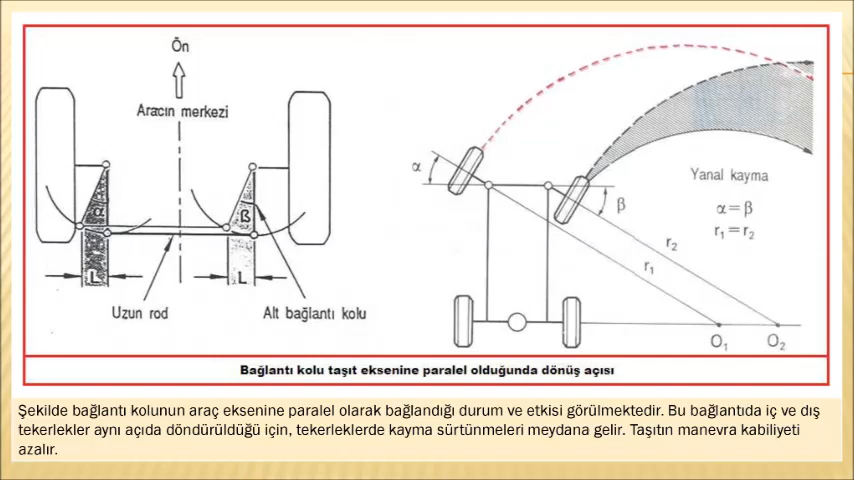 Ön
Aracın merkezi
α
ß
L
L
Uzun rod
Alt bağlantı kolu
α
β
Yanal kayma
α = β
r₁ = r₂
r₂
r₁
O₁
O₂
Bağlantı kolu taşıt eksenine paralel olduğunda dönüş açısı
Şekilde bağlantı kolunun araç eksenine paralel olarak bağlandığı durum ve etkisi görülmektedir. Bu bağlantıda iç ve dış
tekerlekler aynı açıda döndürüldüğü için, tekerleklerde kayma sürtünmeleri meydana gelir. Taşıtın manevra kabiliyeti
azalır.